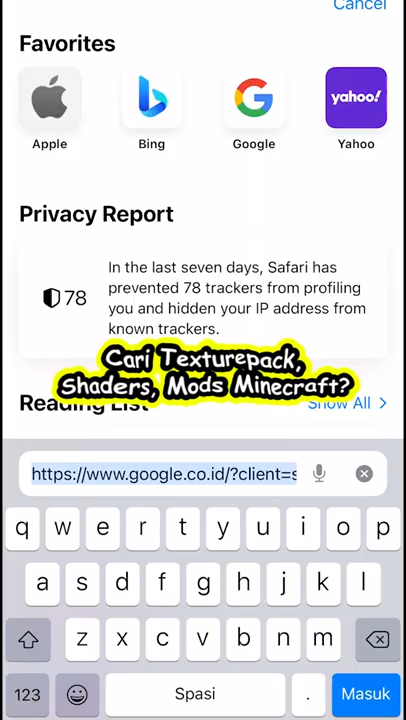 Cancel
Favorites
yahoo!
Apple
Bing
Google
Yahoo
Privacy Report
78
In the last seven days, Safari has
prevented 78 trackers from profiling
you and hidden your IP address from
known trackers.
Cari Texturepack,
Shaders, Mods Minecraft?
Reading List
Show All
https://www.google.co.id/?client=s
q w e r t y u i o p
a s d f g h j k l
z x c v b n m
123
Spasi
.
Masuk